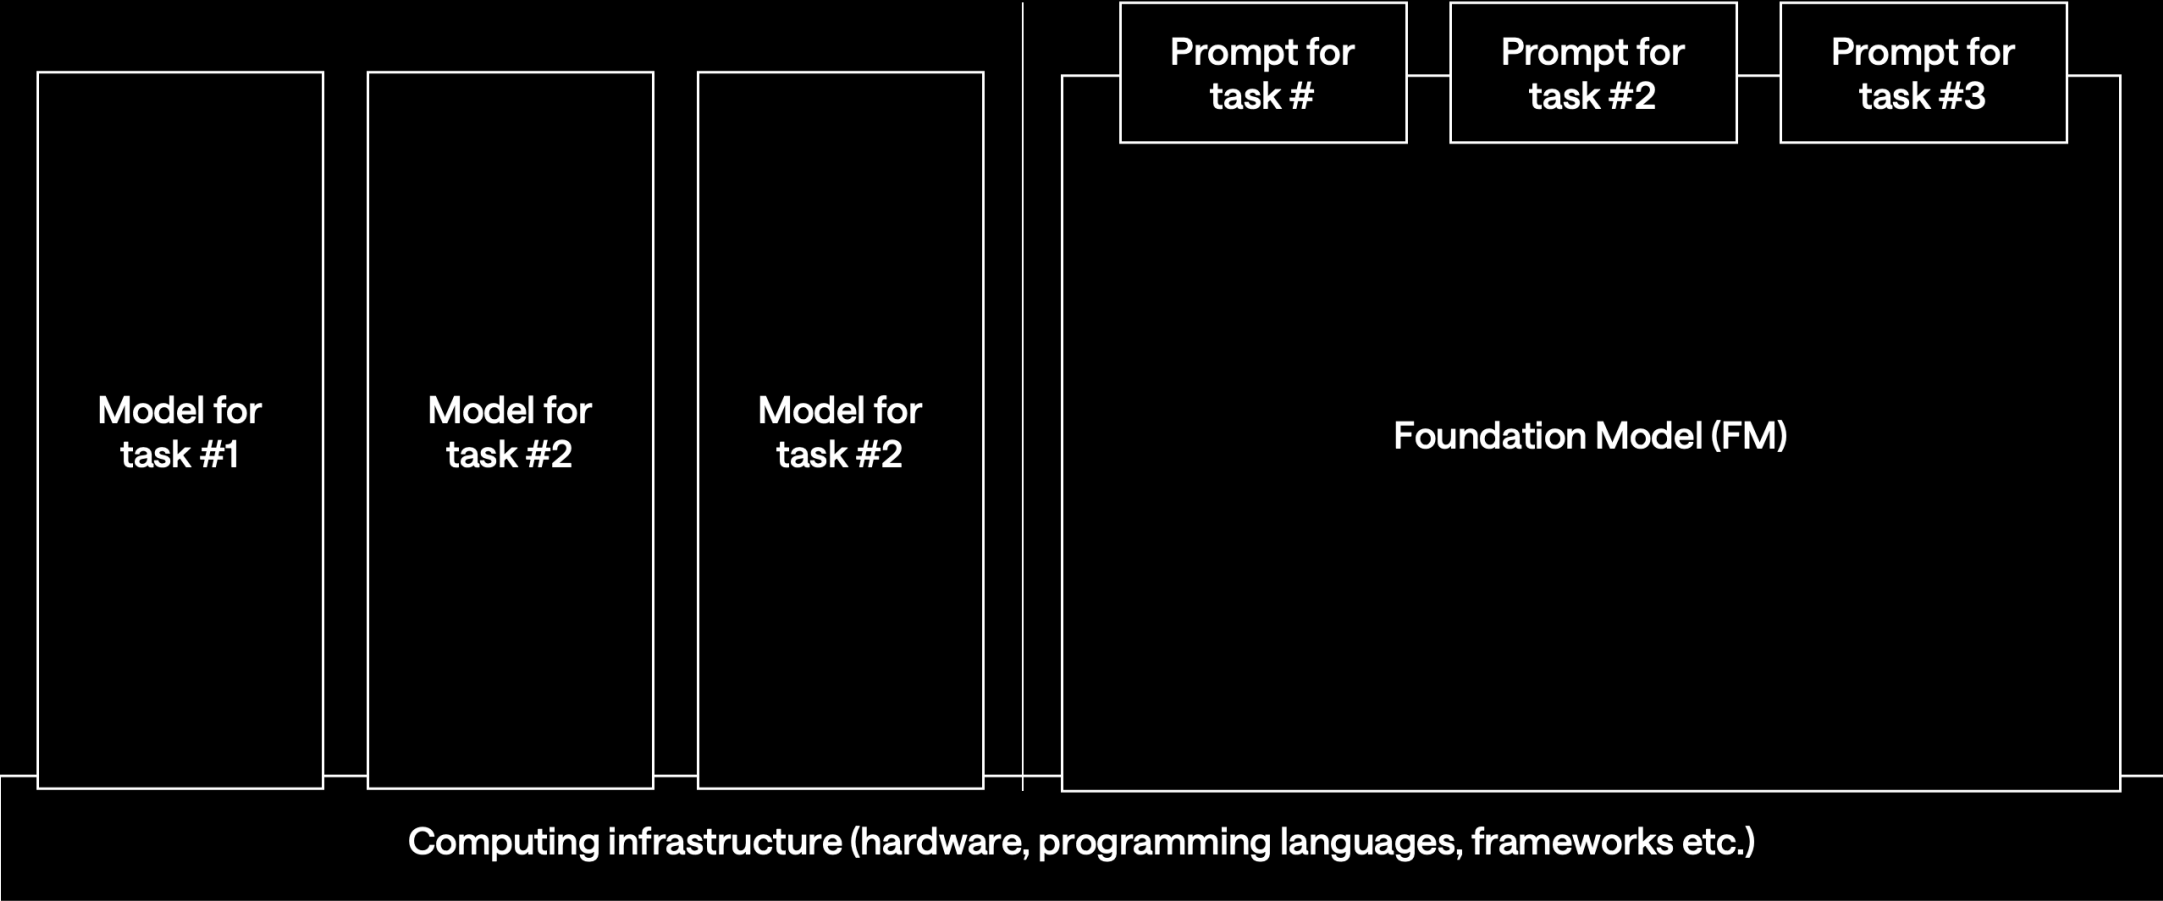 Prompt for
task #
Prompt for
task #2
Prompt for
task #3
Model for
task #1
Model for
task #2
Model for
task #2
Foundation Model (FM)
Computing infrastructure (hardware, programming languages, frameworks etc.)